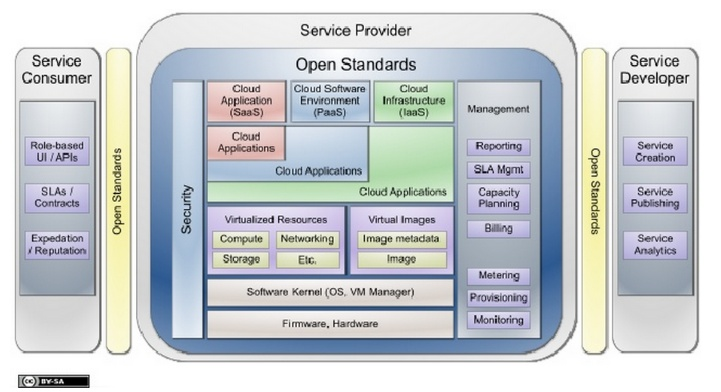 Service Provider
Service
Consumer
Role-based
UI / APIs
SLAs /
Contracts
Expedation
/ Reputation
Open Standards
Open Standards
Security
Cloud
Application
(SaaS)
Cloud Software
Environment
(PaaS)
Cloud
Infrastructure
(IaaS)
Cloud
Applications
Cloud Applications
Cloud Applications
Virtualized Resources
Compute
Networking
Storage
Etc.
Virtual Images
Image metadata
Image
Software Kernel (OS, VM Manager)
Firmware, Hardware
Management
Reporting
SLA Mgmt
Capacity
Planning
Billing
Metering
Provisioning
Monitoring
Open Standards
Service
Developer
Service
Creation
Service
Publishing
Service
Analytics
cc BY-SA